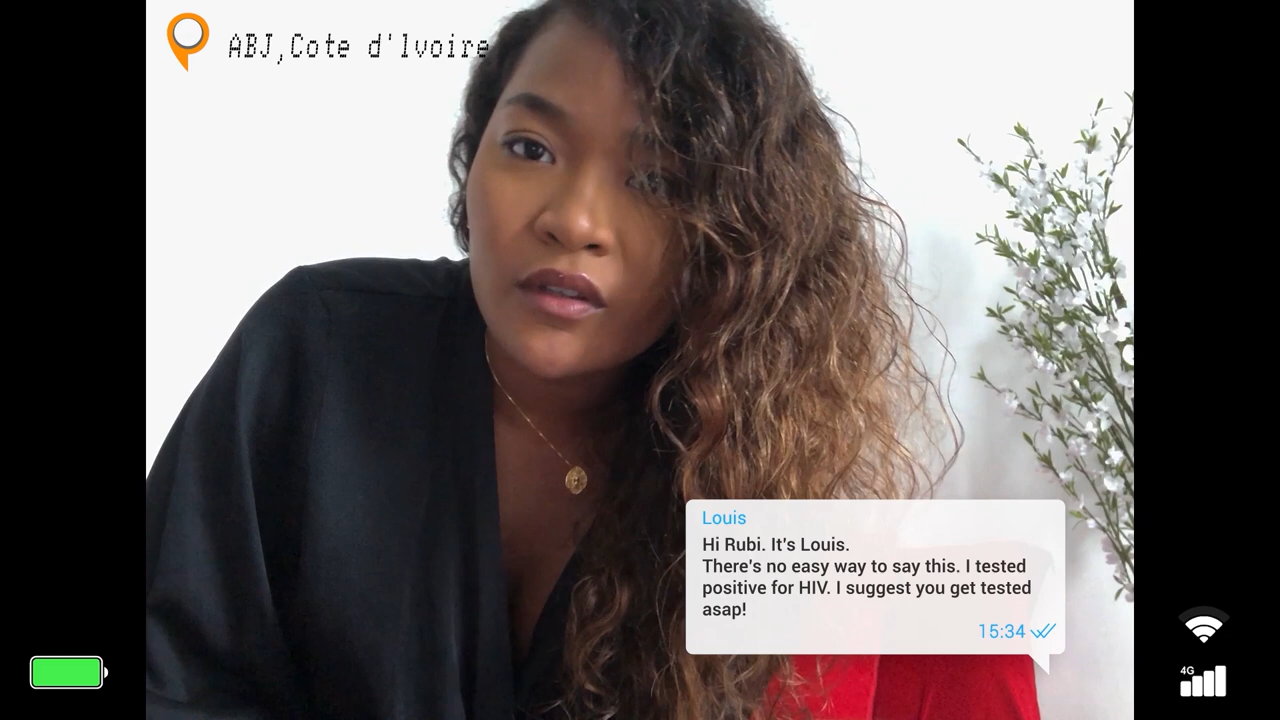 ABJ,Cote d'lvoire
Louis
Hi Rubi. It's Louis.
There's no easy way to say this. I tested
positive for HIV. I suggest you get tested
asap!
15:34
4G